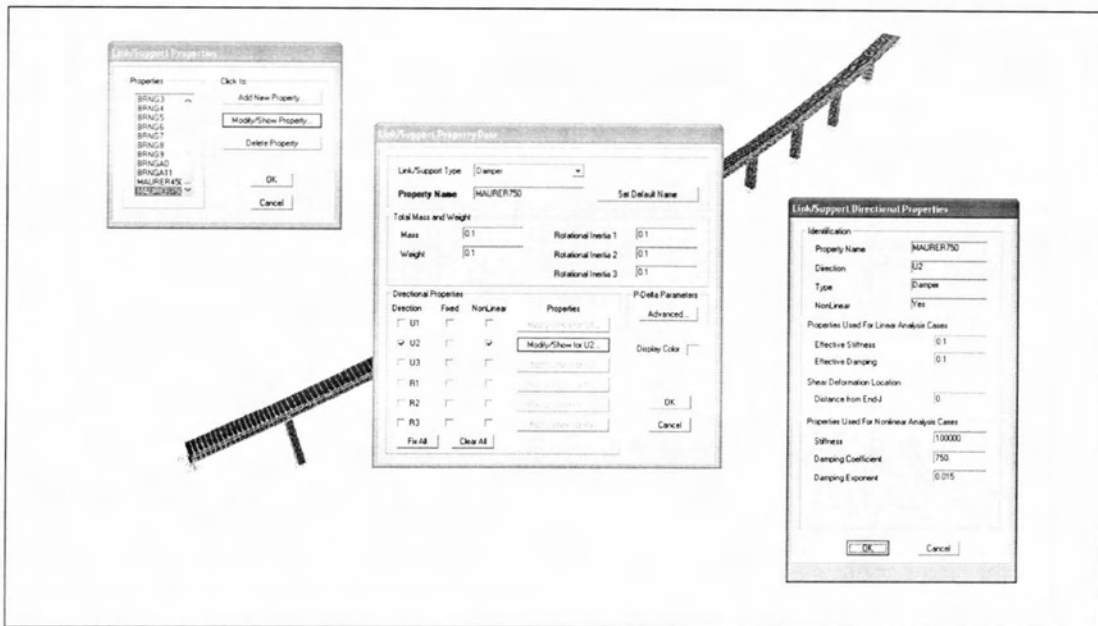 Link/Support Properties
Properties
Click to:
BRNG3
BRNG4
BRNG5
BRNG6
BRNG7
BRNG8
BRNG9
BRNGA0
BRNGA11
MAURER450
MAURER750
Add New Property...
Modify/Show Property...
Delete Property
OK
Cancel
Link/Support Property Data
Link/Support Type Damper
Property Name MAURER750 Set Default Name
Total Mass and Weight
Mass 0.1 Rotational Inertia 1 0.1
Weight 0.1 Rotational Inertia 2 0.1
Rotational Inertia 3 0.1
Directional Properties
Direction Fixed NonLinear Properties
U1
U2 Modify/Show for U2...
U3
R1
R2
R3
Fix All Clear All
P-Delta Parameters
Advanced...
Display Color
OK
Cancel
Link/Support Directional Properties
Identification
Property Name MAURER750
Direction U2
Type Damper
NonLinear Yes
Properties Used For Linear Analysis Cases
Effective Stiffness 0.1
Effective Damping 0.1
Shear Deformation Location
Distance from End-J 0
Properties Used For Nonlinear Analysis Cases
Stiffness 100000.
Damping Coefficient 750.
Damping Exponent 0.015
OK
Cancel